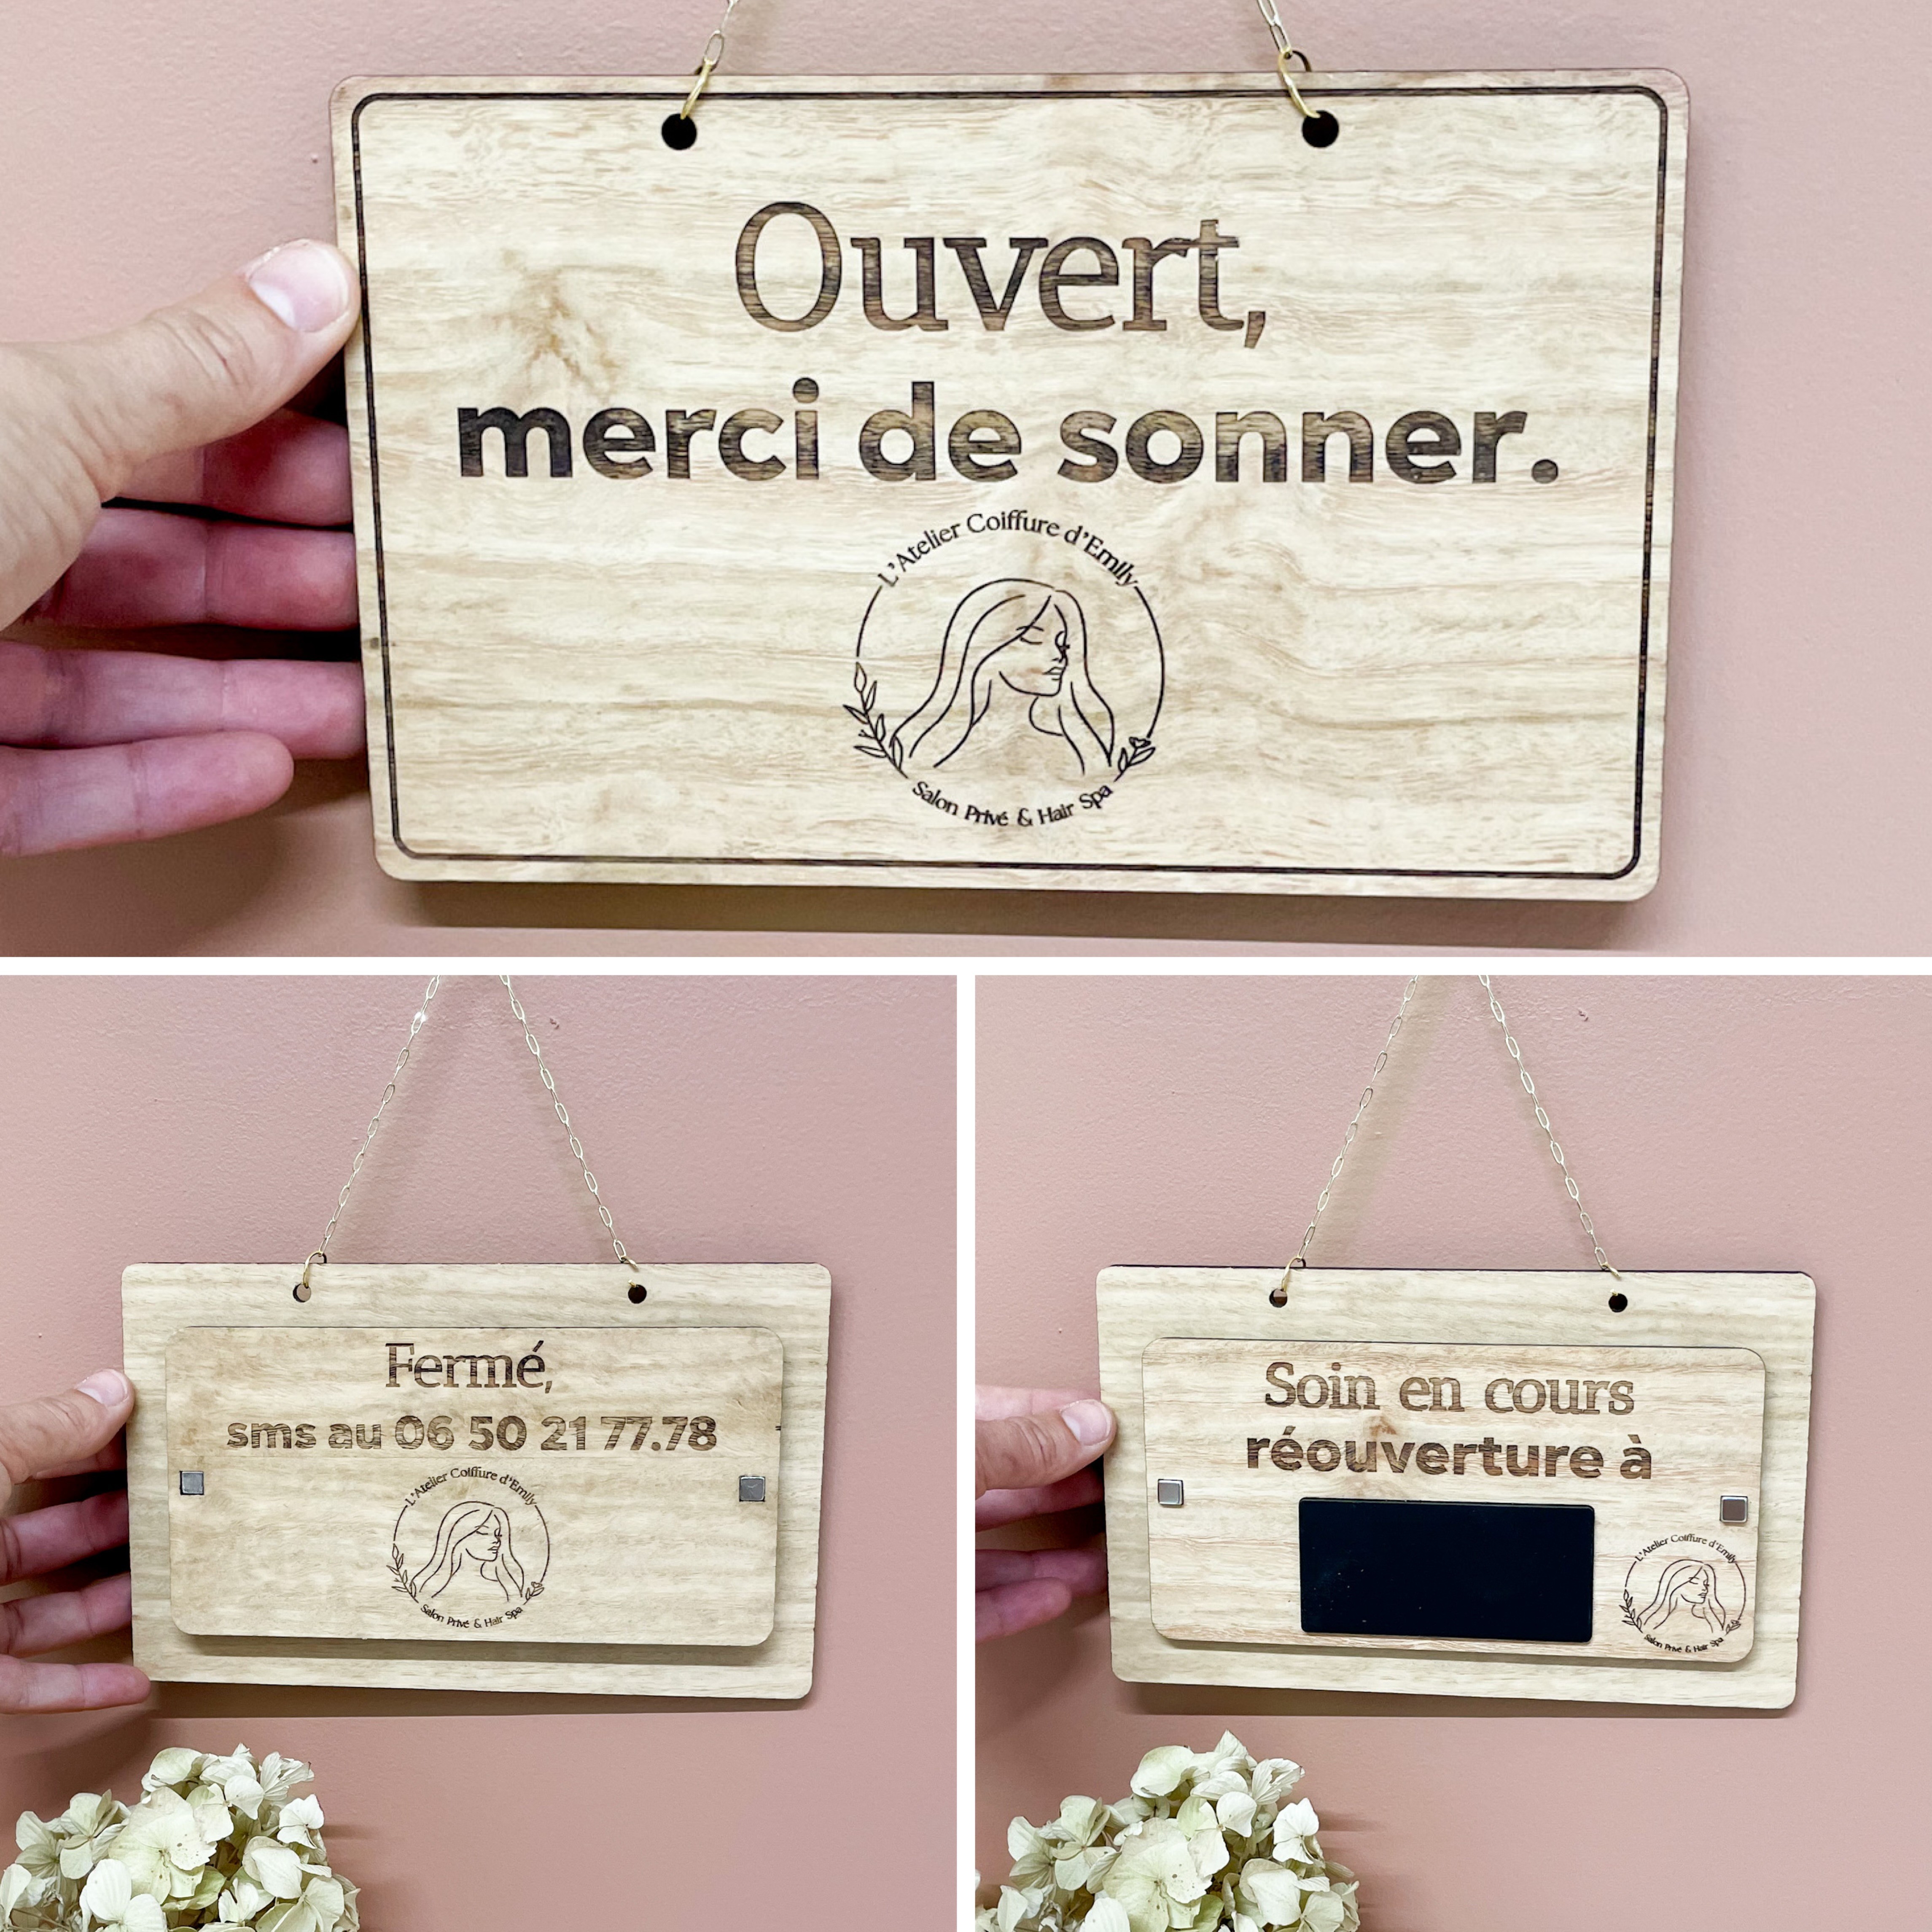 Ouvert,
merci de sonner.
L'Atelier Coiffure d'Emily
Salon Privé & Hair Spa
Fermé,
sms au 06 50 21 77.78
L'Atelier Coiffure d'Emily
Salon Privé & Hair Spa
Soin en cours
réouverture à
L'Atelier Coiffure d'Emily
Salon Privé & Hair Spa